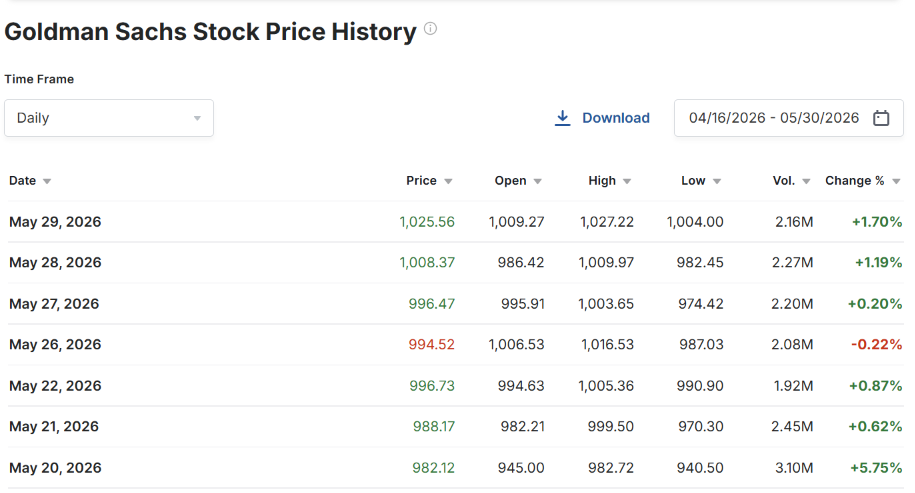 Goldman Sachs Stock Price History
Time Frame
Daily
Download
04/16/2026 - 05/30/2026
Date Price Open High Low Vol. Change %
May 29, 2026 1,025.56 1,009.27 1,027.22 1,004.00 2.16M +1.70%
May 28, 2026 1,008.37 986.42 1,009.97 982.45 2.27M +1.19%
May 27, 2026 996.47 995.91 1,003.65 974.42 2.20M +0.20%
May 26, 2026 994.52 1,006.53 1,016.53 987.03 2.08M -0.22%
May 22, 2026 996.73 994.63 1,005.36 990.90 1.92M +0.87%
May 21, 2026 988.17 982.21 999.50 970.30 2.45M +0.62%
May 20, 2026 982.12 945.00 982.72 940.50 3.10M +5.75%